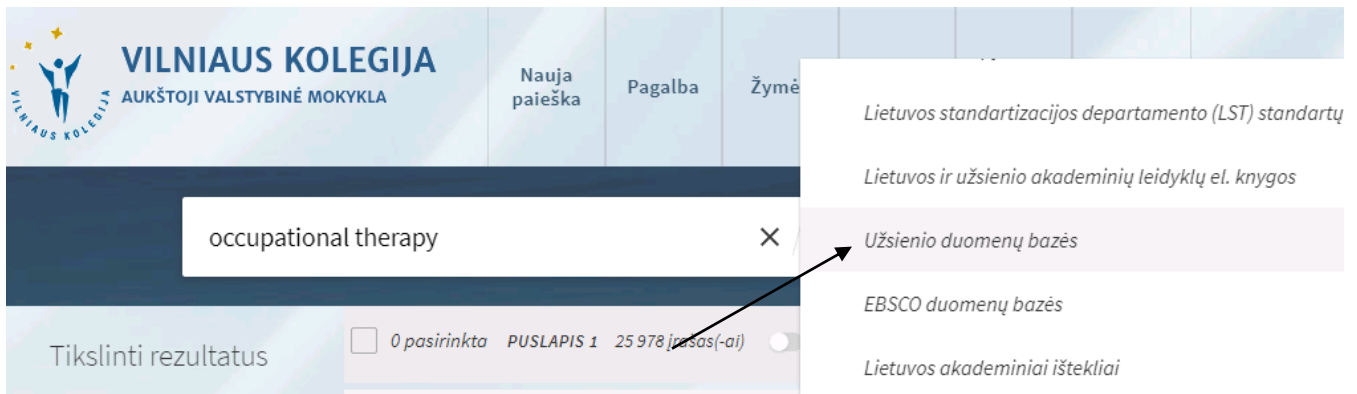 VILNIAUS KOLEGIJA
AUKŠTOJI VALSTYBINĖ MOKYKLA
VILNIAUS KOLEGIJA
Nauja
paieška
Pagalba
Žymė
Lietuvos standartizacijos departamento (LST) standartų
Lietuvos ir užsienio akademinių leidyklų el. knygos
occupational therapy
Užsienio duomenų bazės
EBSCO duomenų bazės
Tikslinti rezultatus
0 pasirinkta PUSLAPIS 1 25 978 įrašas(-ai)
Lietuvos akademiniai ištekliai